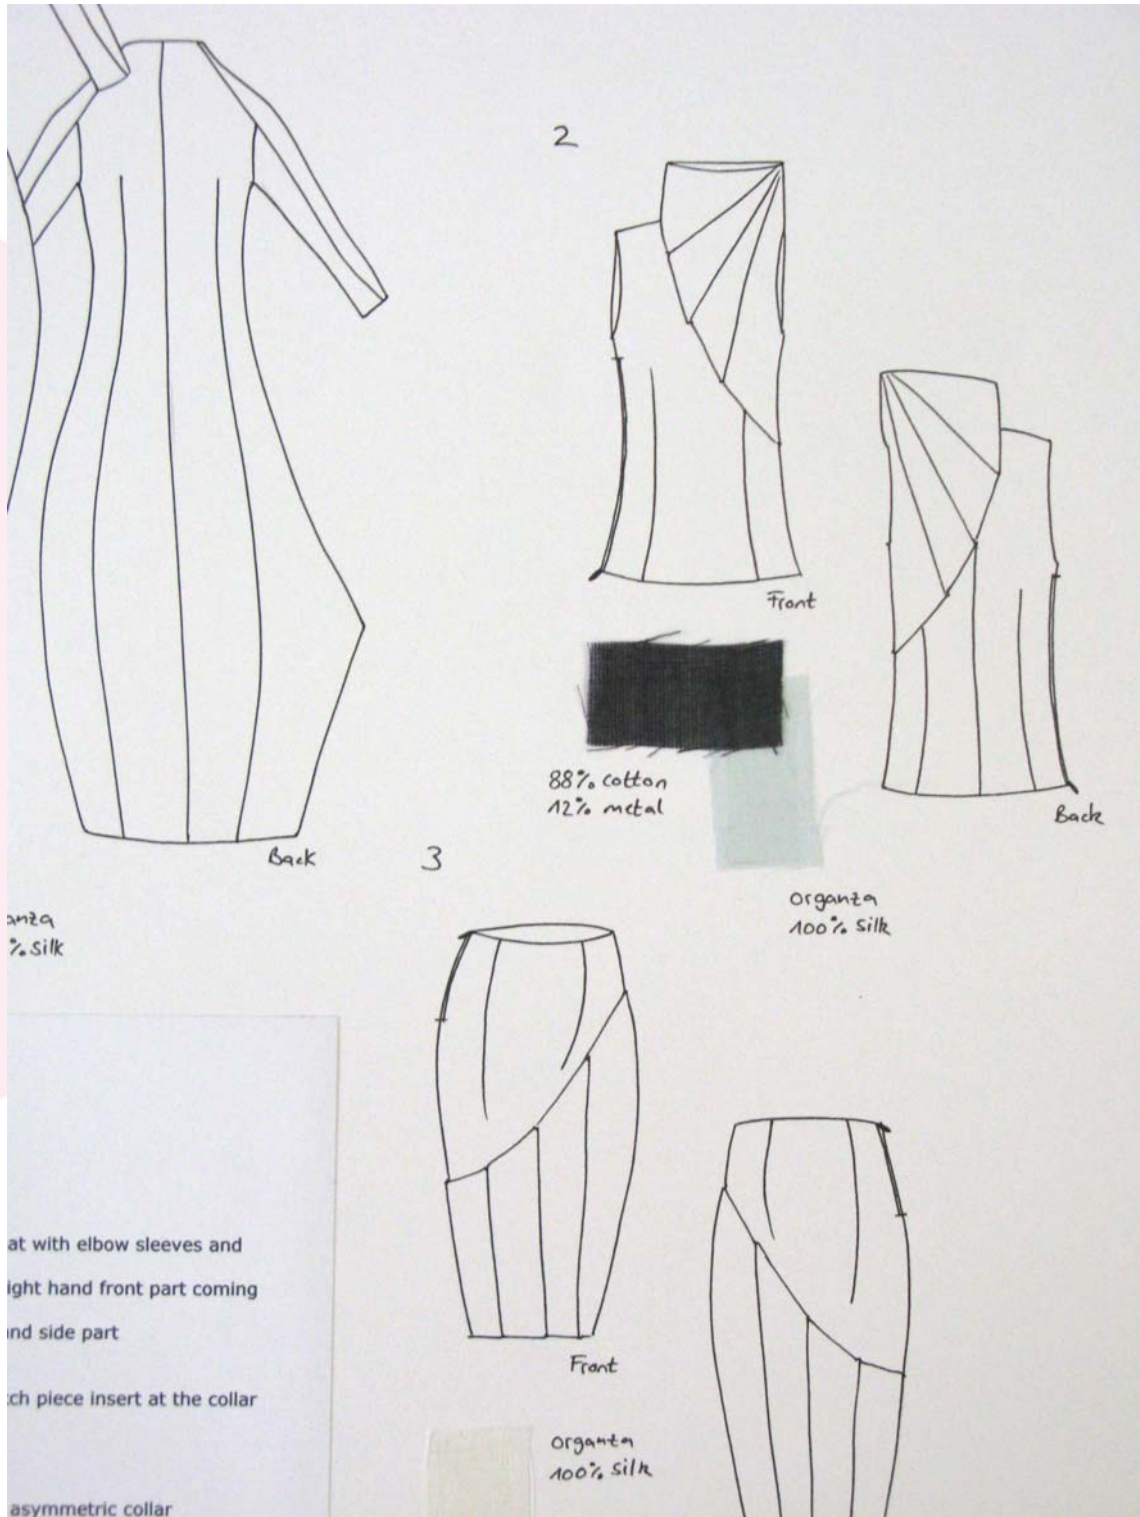 2
Front
88% cotton
12% metal
Back
Back
3
organza
100% silk
% silk
at with elbow sleeves and
ight hand front part coming
nd side part
Front
ch piece insert at the collar
organza
100% silk
asymmetric collar